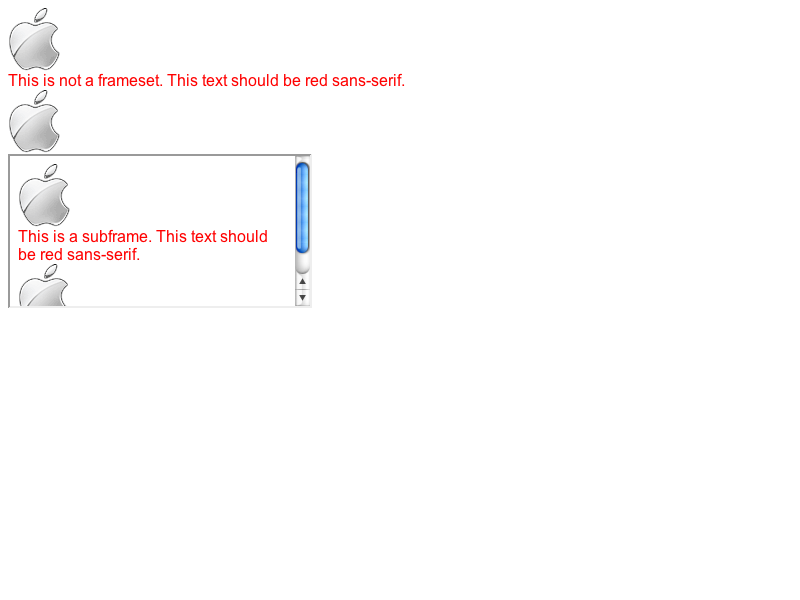 This is not a frameset. This text should be red sans-serif.
This is a subframe. This text should
be red sans-serif.